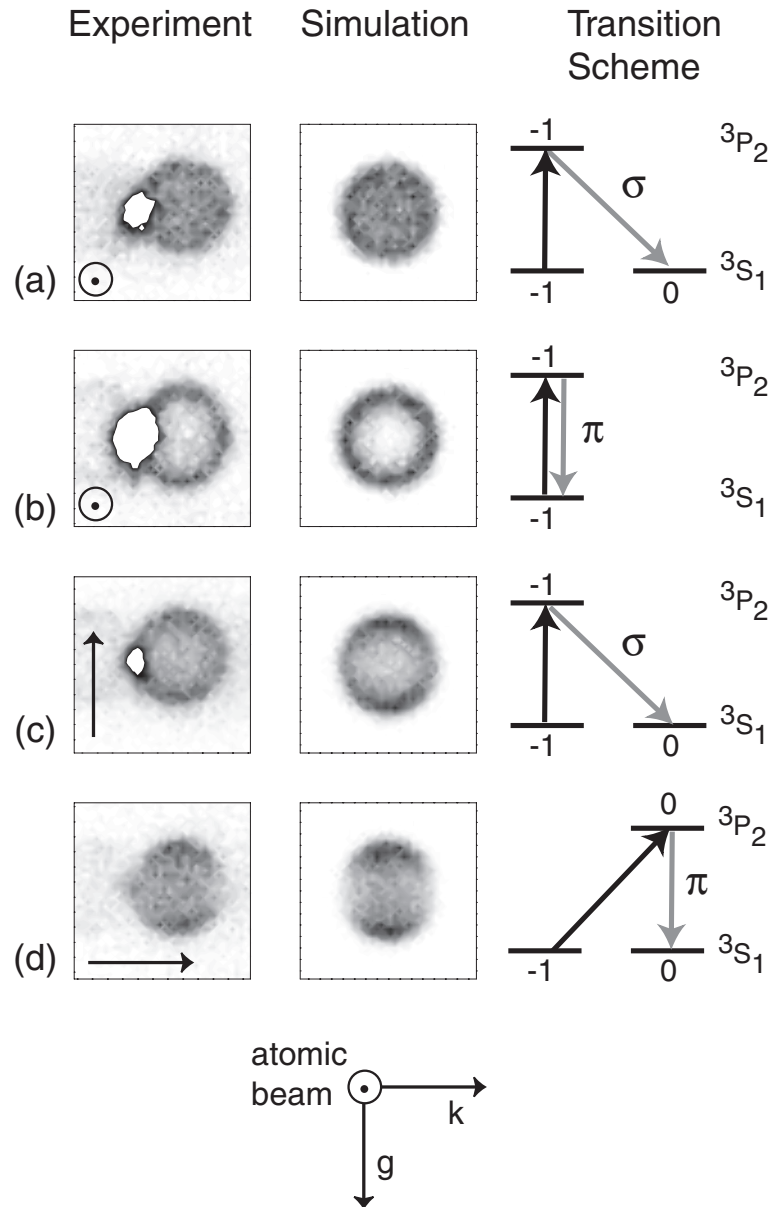 Experiment Simulation Transition
Scheme
-1 ³P₂
σ
(a) ³S₁
-1 0
-1
³P₂
π
(b) ³S₁
-1
-1
³P₂
σ
(c) ³S₁
-1 0
0
³P₂
π
(d) ³S₁
-1 0
atomic
beam
k
g